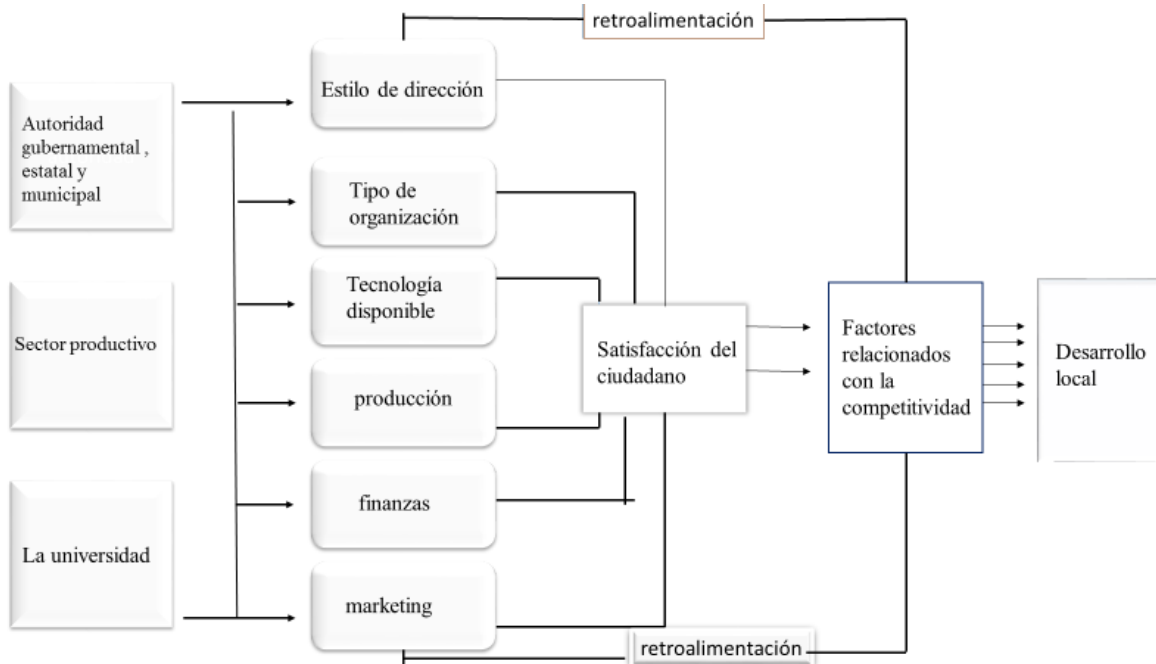 retroalimentación
Autoridad
gubernamental ,
estatal y
municipal
Sector productivo
La universidad
Estilo de dirección
Tipo de
organización
Tecnología
disponible
producción
finanzas
marketing
Satisfacción del
ciudadano
Factores
relacionados
con la
competitividad
Desarrollo
local
retroalimentación